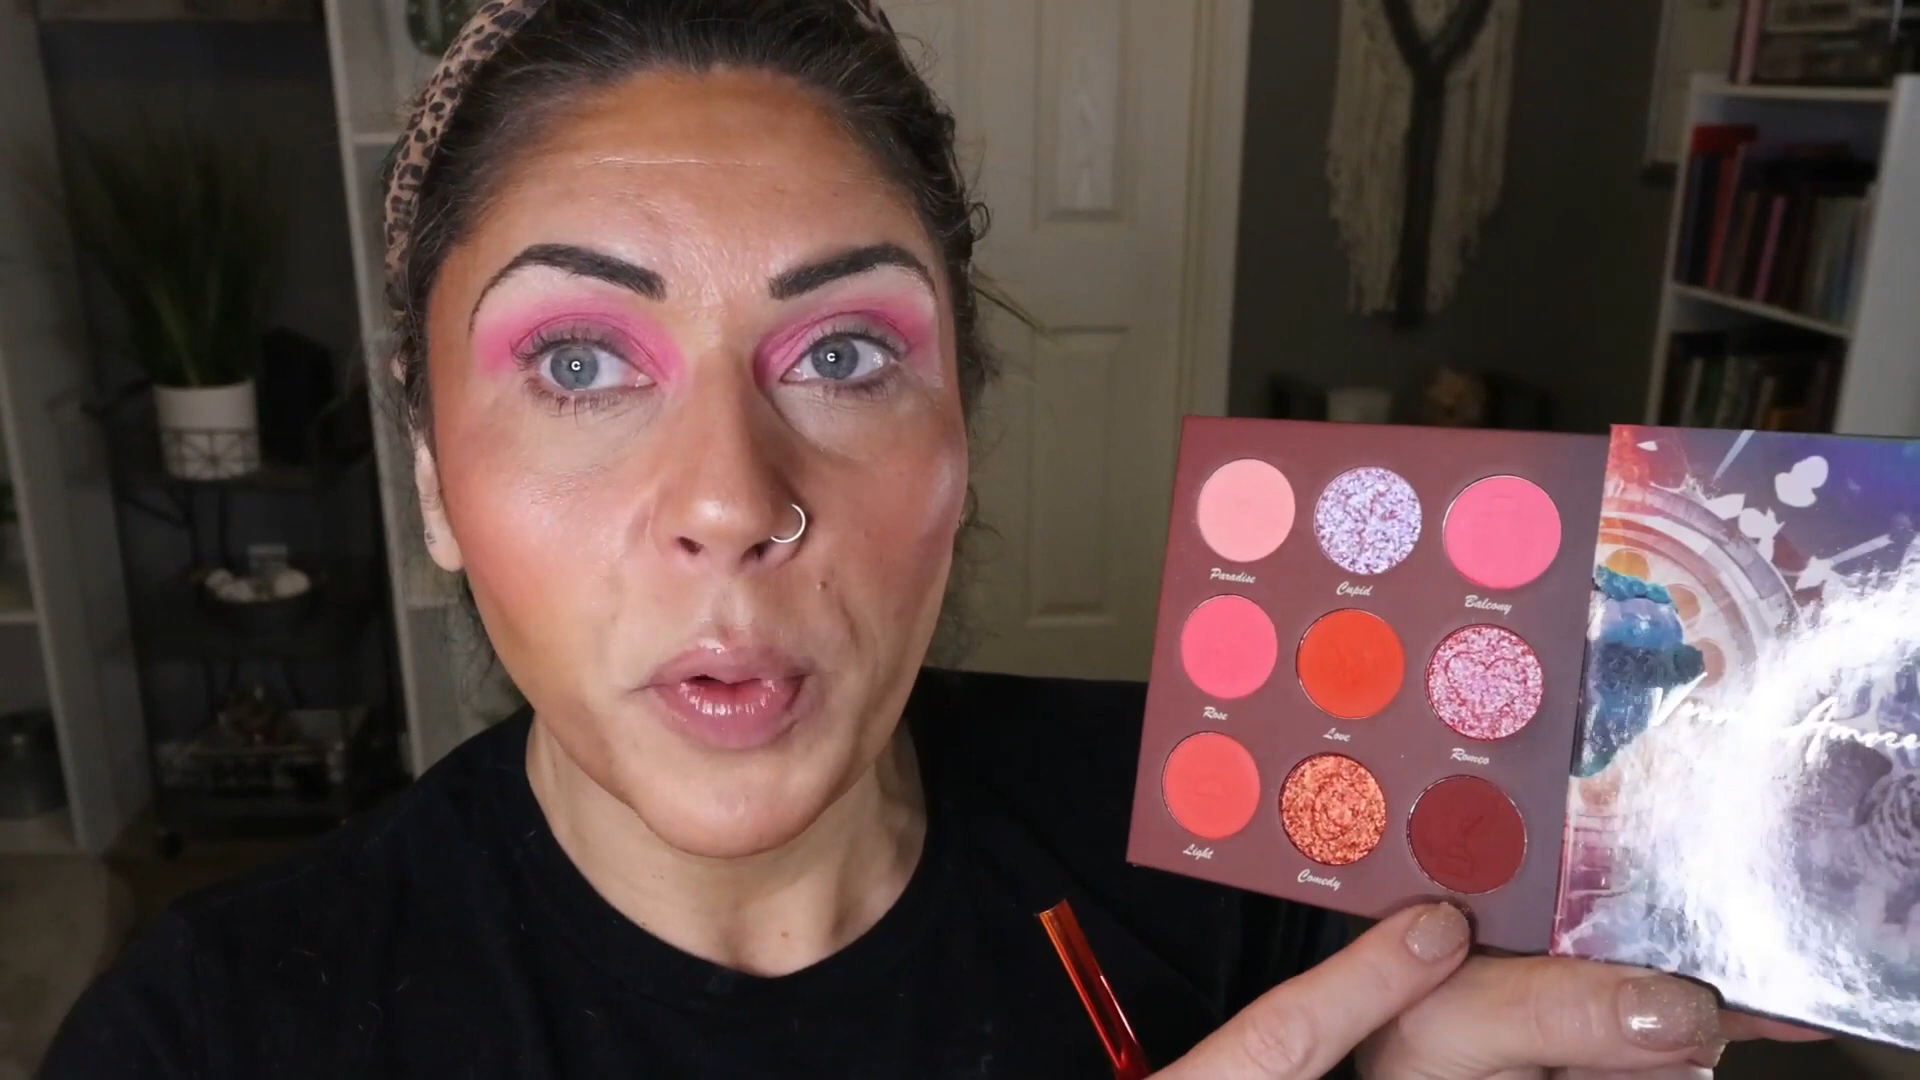 Paradise
Cupid
Balcony
Rose
Love
Romeo
Light
Comedy